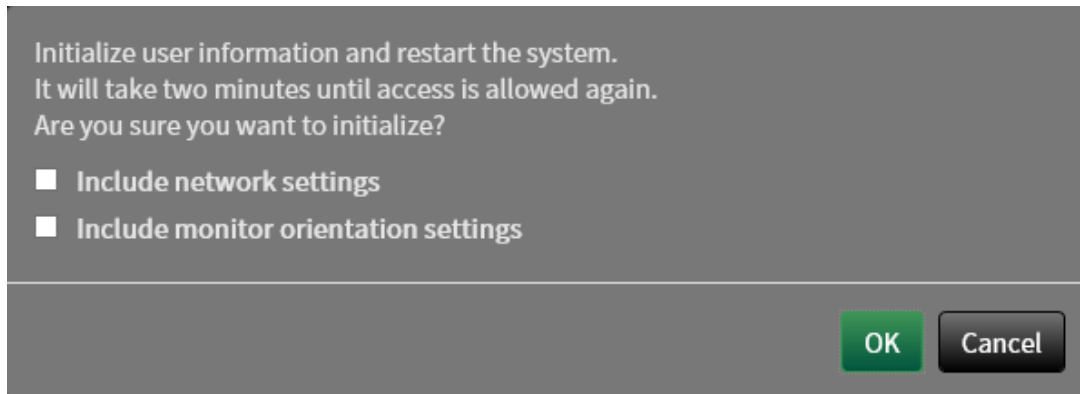 Initialize user information and restart the system.
It will take two minutes until access is allowed again.
Are you sure you want to initialize?
Include network settings
Include monitor orientation settings
OK
Cancel